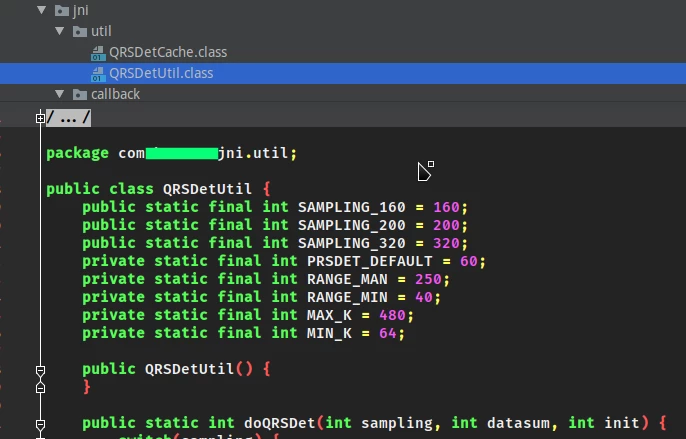 jni
util
QRSDetCache.class
QRSDetUtil.class
callback
/.../
package com jni.util;
public class QRSDetUtil {
public static final int SAMPLING_160 = 160;
public static final int SAMPLING_200 = 200;
public static final int SAMPLING_320 = 320;
private static final int PRSDET_DEFAULT = 60;
private static final int RANGE_MAN = 250;
private static final int RANGE_MIN = 40;
private static final int MAX_K = 480;
private static final int MIN_K = 64;
public QRSDetUtil() {
}
public static int doQRSDet(int sampling, int datasum, int init) {
switch(sampling) {